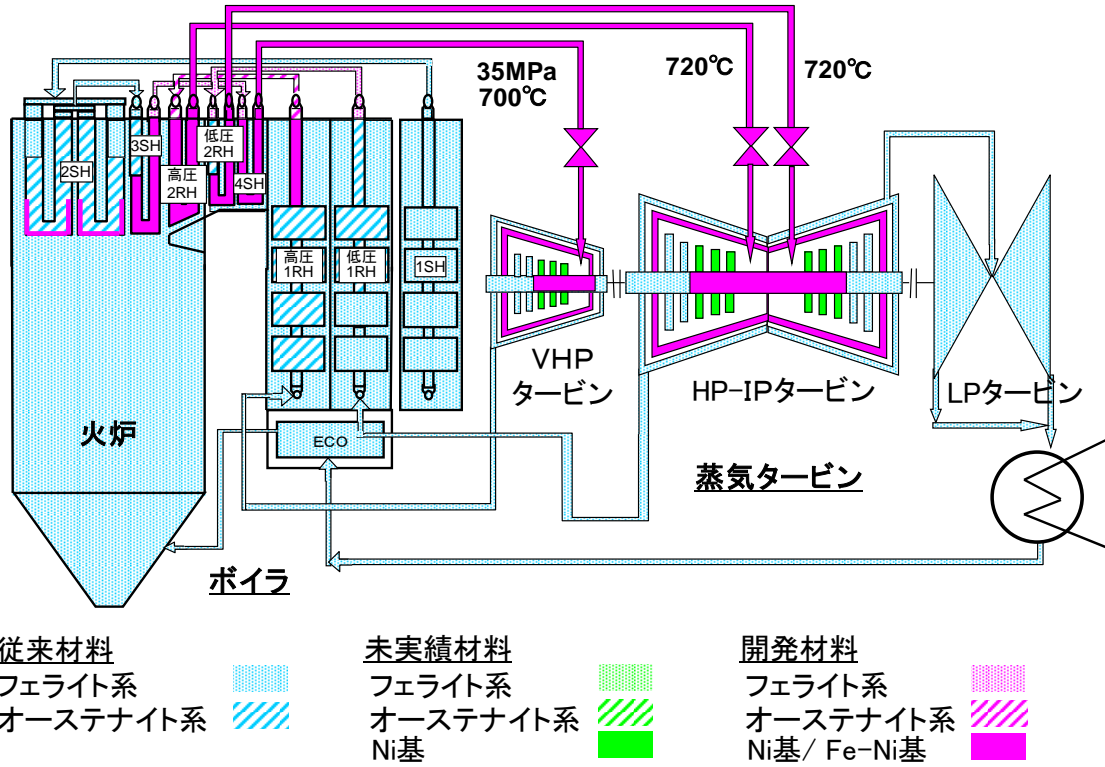 35MPa
700℃
720℃
720℃
2SH
3SH
高圧
2RH
低圧
2RH
4SH
高圧
1RH
低圧
1RH
1SH
VHP
タービン
HP-IPタービン
LPタービン
火炉
ECO
蒸気タービン
ボイラ
従来材料
フェライト系
オーステナイト系
未実績材料
フェライト系
オーステナイト系
Ni基
開発材料
フェライト系
オーステナイト系
Ni基/ Fe-Ni基